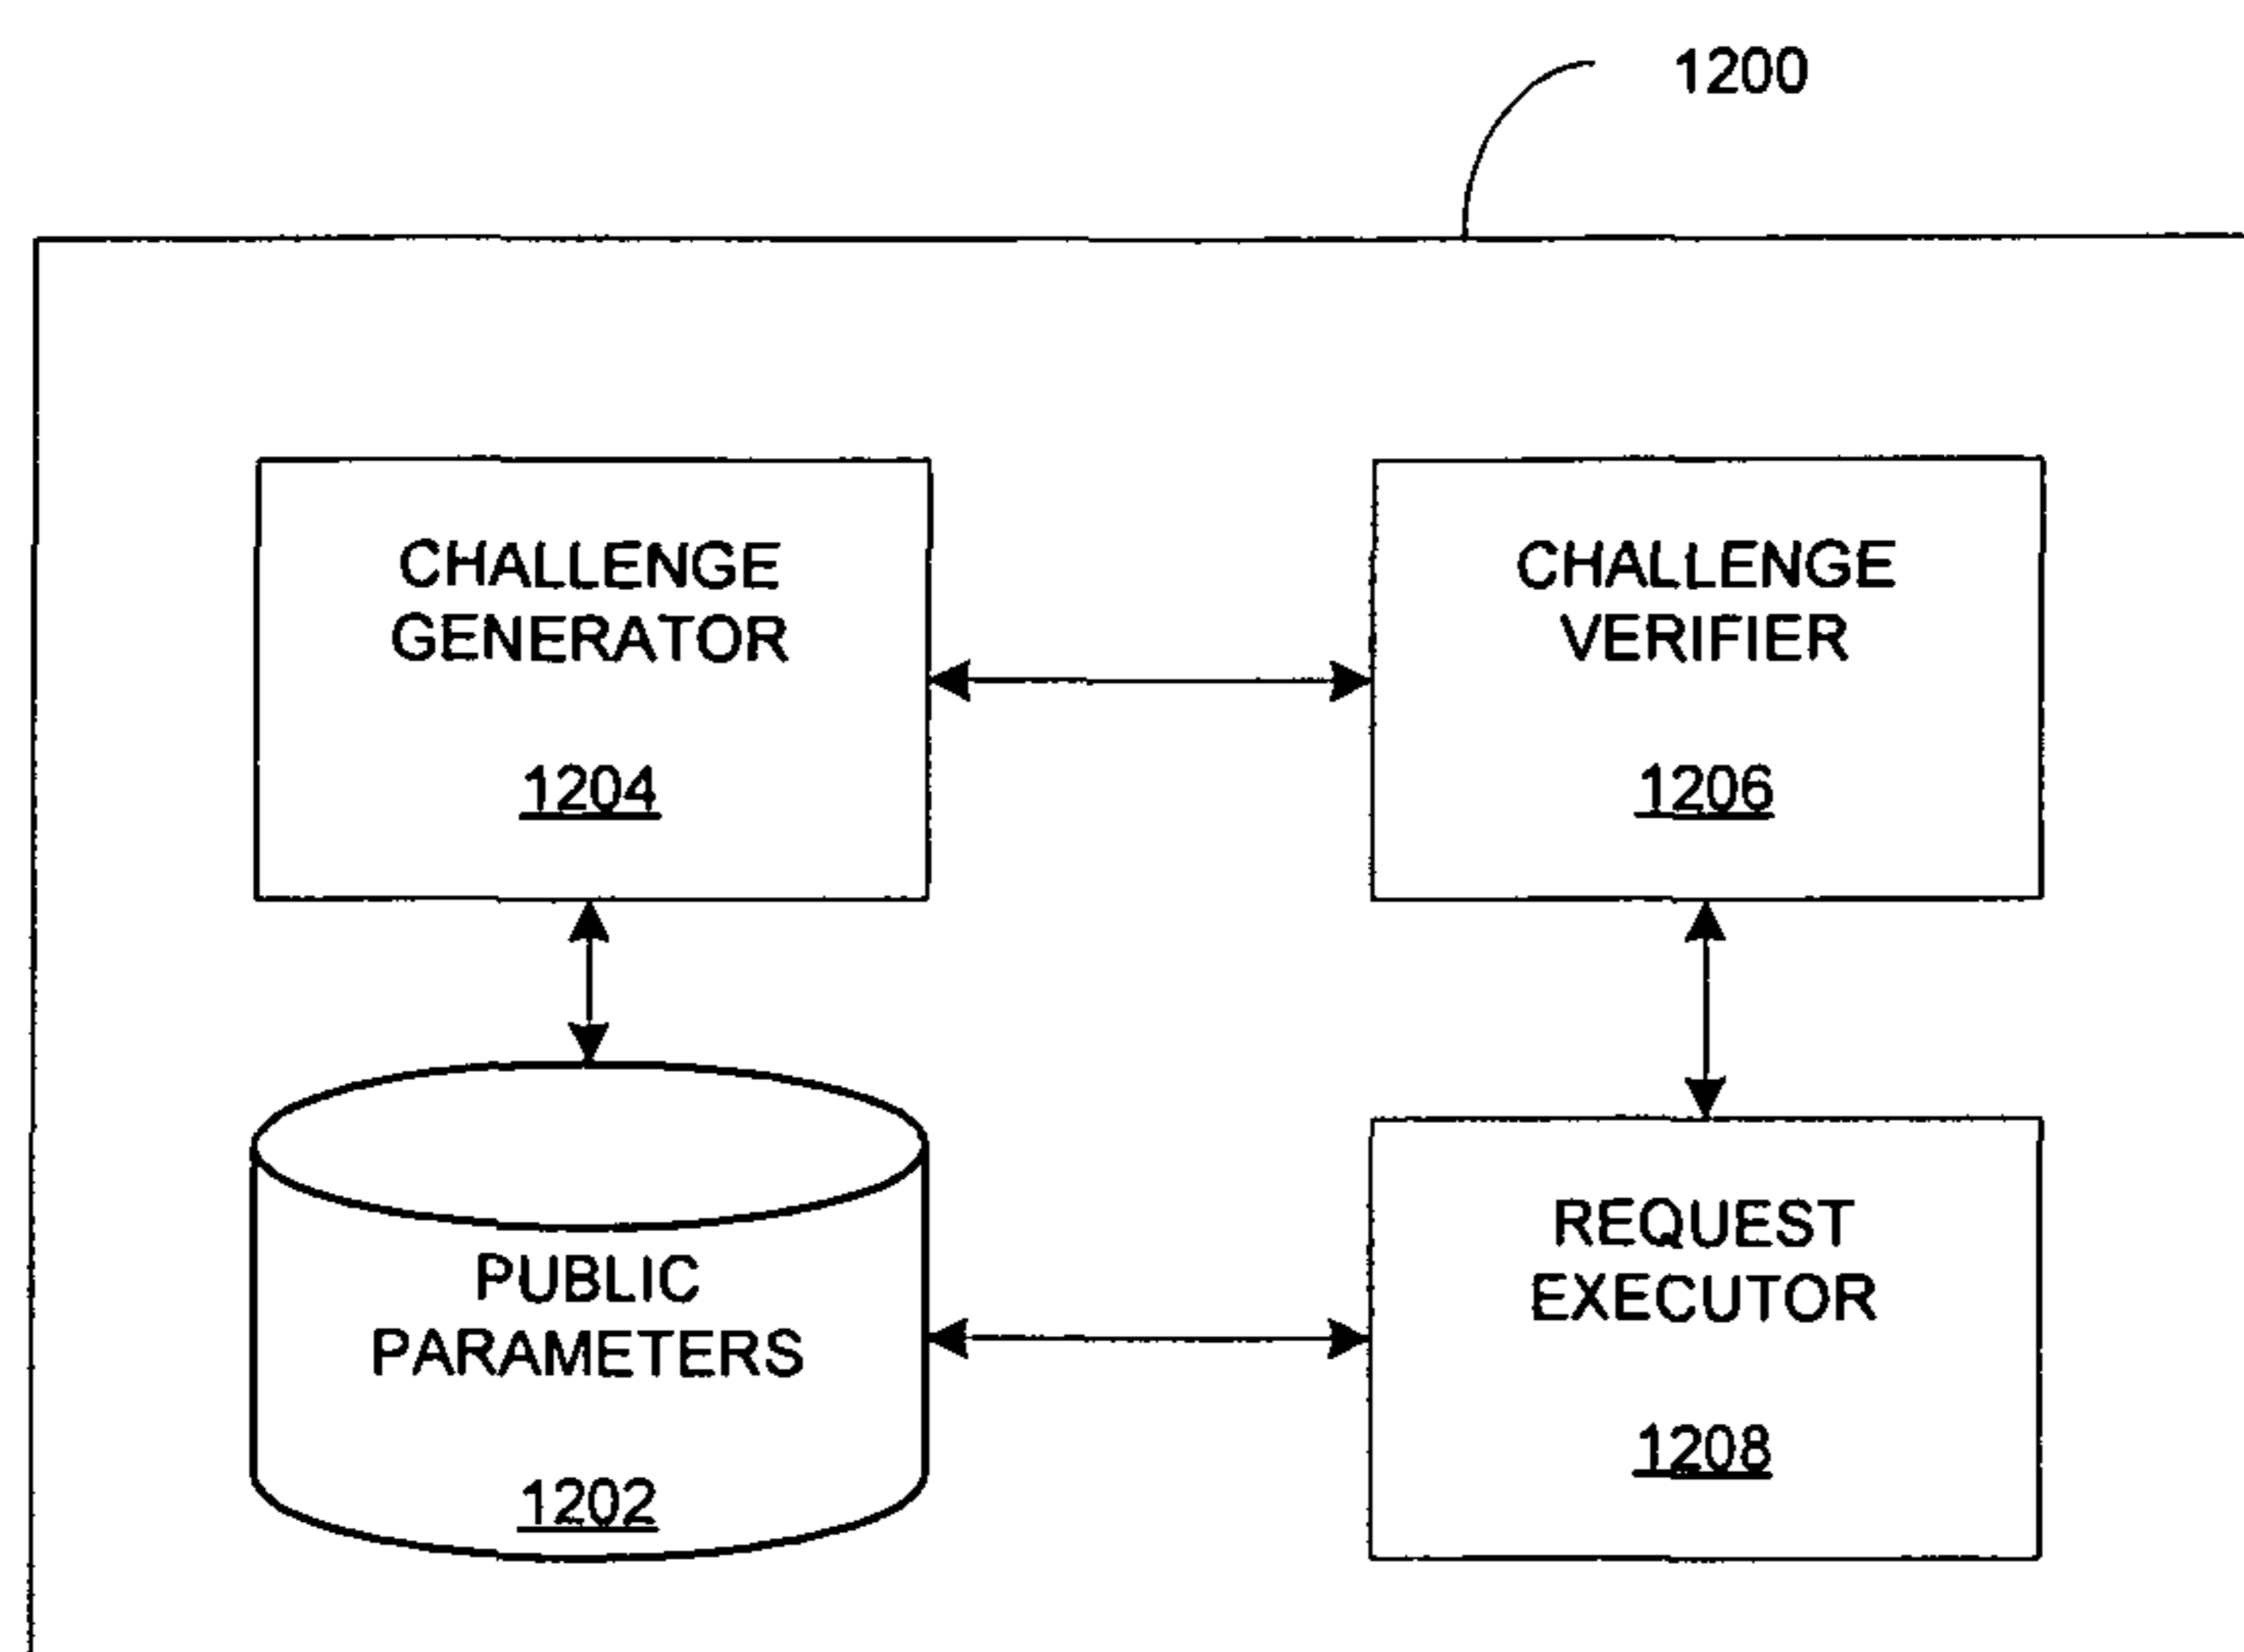 1200
CHALLENGE
GENERATOR
1204
CHALLENGE
VERIFIER
1206
PUBLIC
PARAMETERS
1202
REQUEST
EXECUTOR
1208